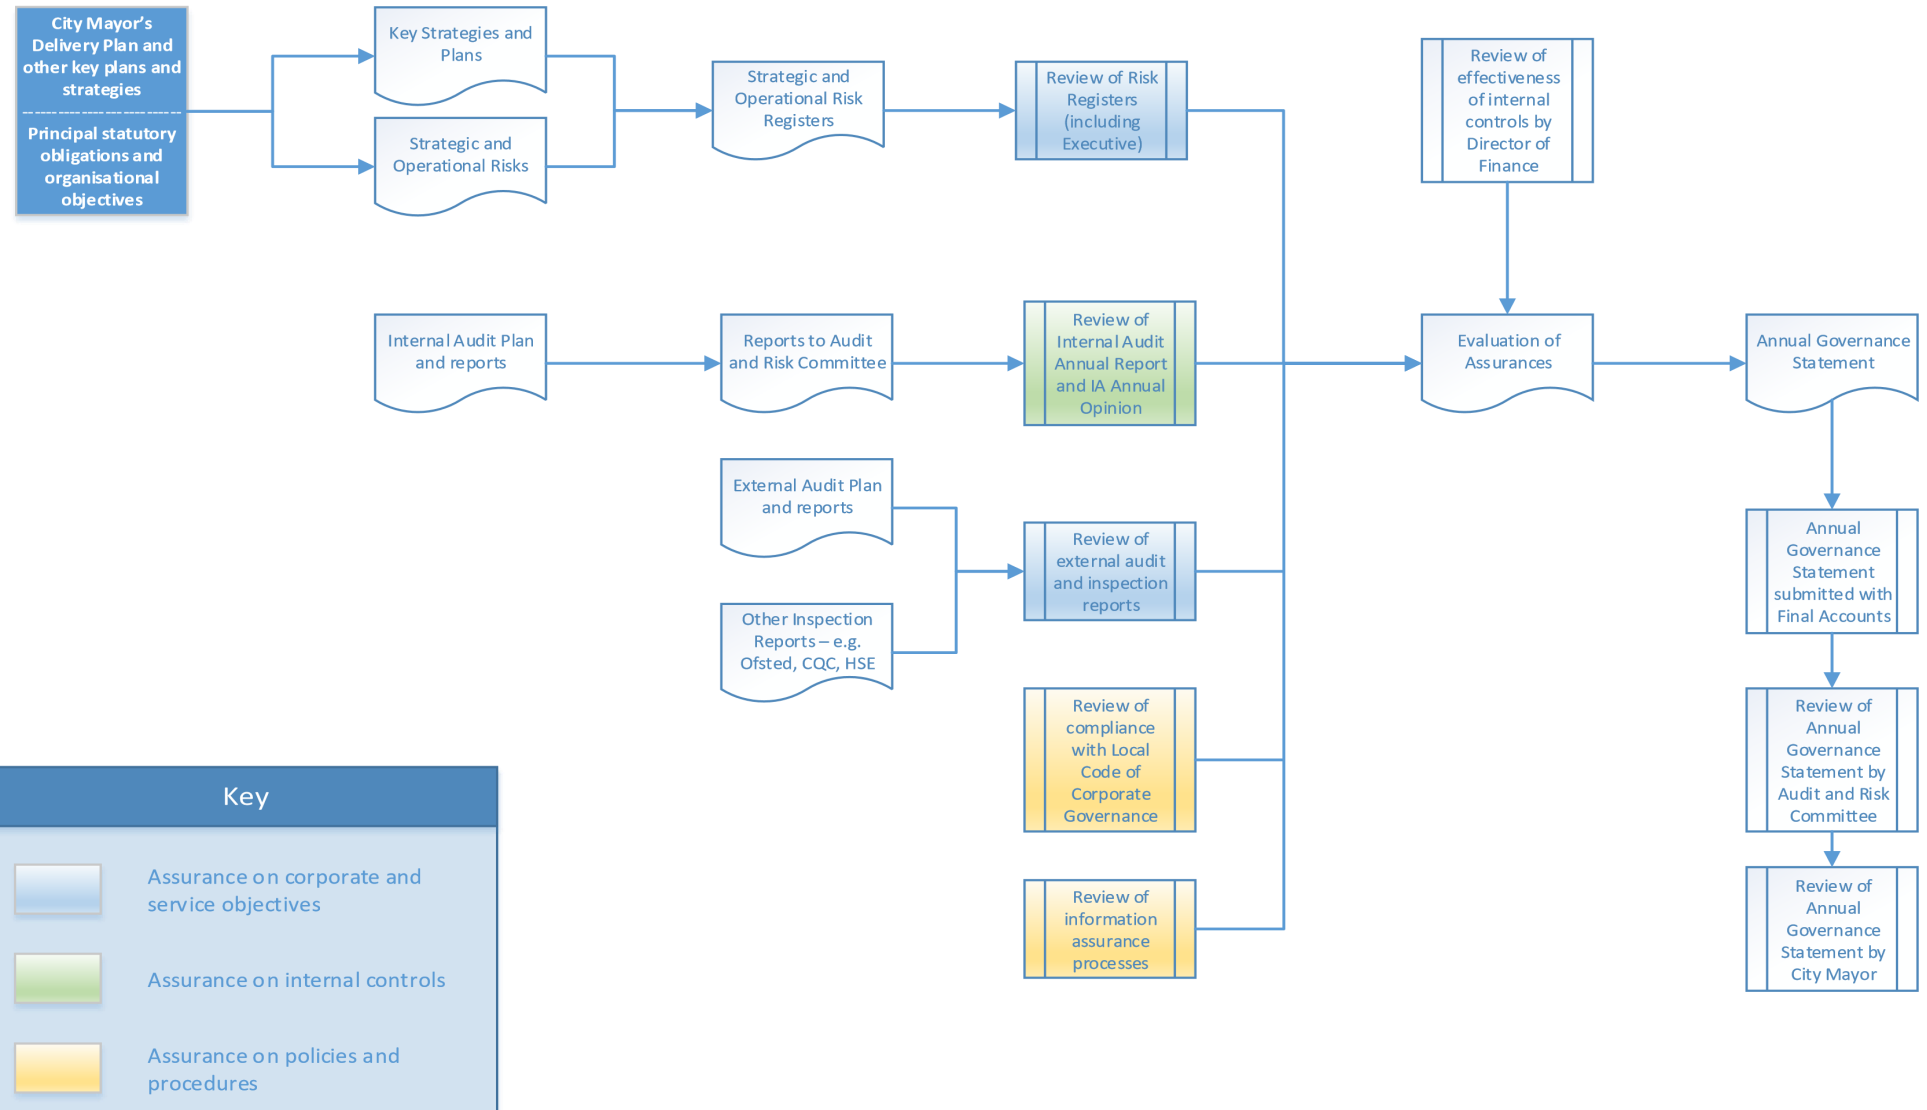 City Mayor's
Delivery Plan and
other key plans and
strategies
Principal statutory
obligations and
organisational
objectives
Key Strategies and
Plans
Strategic and
Operational Risks
Strategic and
Operational Risk
Registers
Review of Risk
Registers
(including
Executive)
Review of
effectiveness
of internal
controls by
Director of
Finance
Internal Audit Plan
and reports
Reports to Audit
and Risk Committee
Review of
Internal Audit
Annual Report
and IA Annual
Opinion
Evaluation of
Assurances
Annual Governance
Statement
External Audit Plan
and reports
Other Inspection
Reports – e.g.
Ofsted, CQC, HSE
Review of
external audit
and inspection
reports
Annual
Governance
Statement
submitted with
Final Accounts
Review of
compliance
with Local
Code of
Corporate
Governance
Review of
Annual
Governance
Statement by
Audit and Risk
Committee
Review of
information
assurance
processes
Review of
Annual
Governance
Statement by
City Mayor
Key
Assurance on corporate and
service objectives
Assurance on internal controls
Assurance on policies and
procedures